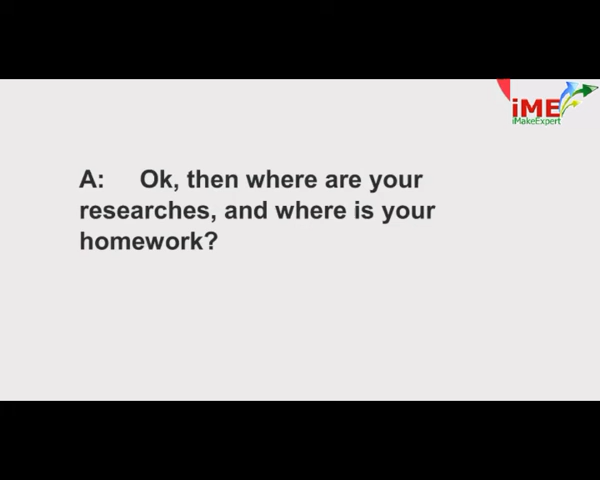 iME
iMakeExpert
A: Ok, then where are your
researches, and where is your
homework?